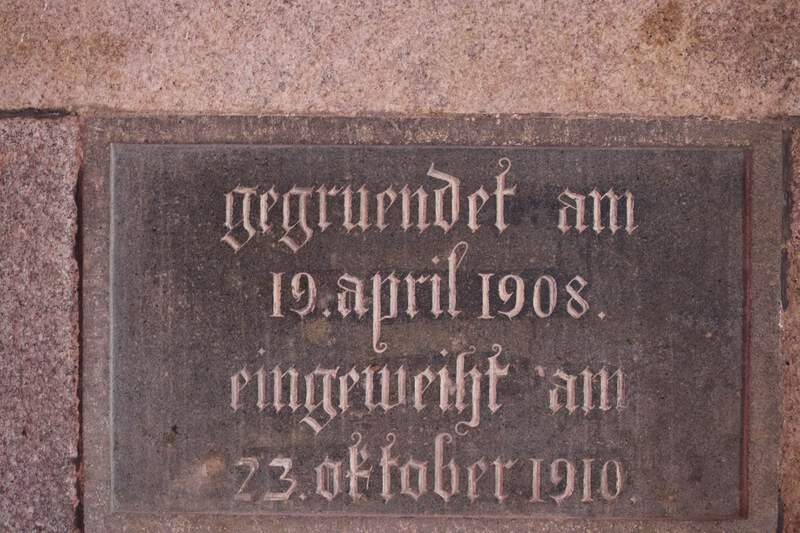 gegruendet am
19. april 1908.
eingeweiht am
23. oktober 1910.